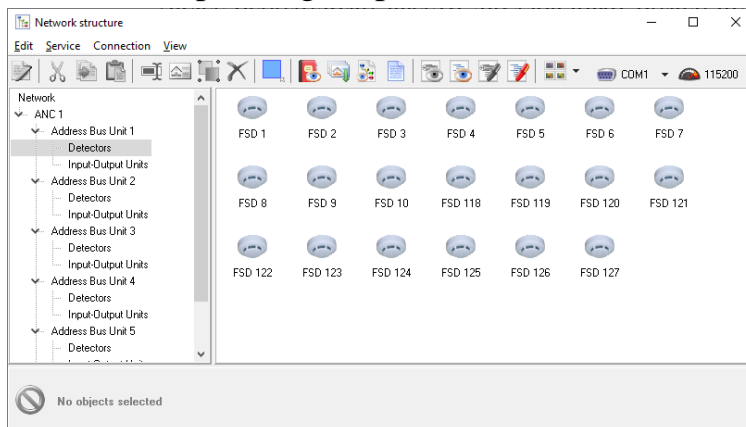 Network structure
Edit Service Connection View
COM1 115200
Network
ANC 1
Address Bus Unit 1
Detectors
Input-Output Units
Address Bus Unit 2
Detectors
Input-Output Units
Address Bus Unit 3
Detectors
Input-Output Units
Address Bus Unit 4
Detectors
Input-Output Units
Address Bus Unit 5
Detectors
FSD 1 FSD 2 FSD 3 FSD 4 FSD 5 FSD 6 FSD 7
FSD 8 FSD 9 FSD 10 FSD 118 FSD 119 FSD 120 FSD 121
FSD 122 FSD 123 FSD 124 FSD 125 FSD 126 FSD 127
No objects selected